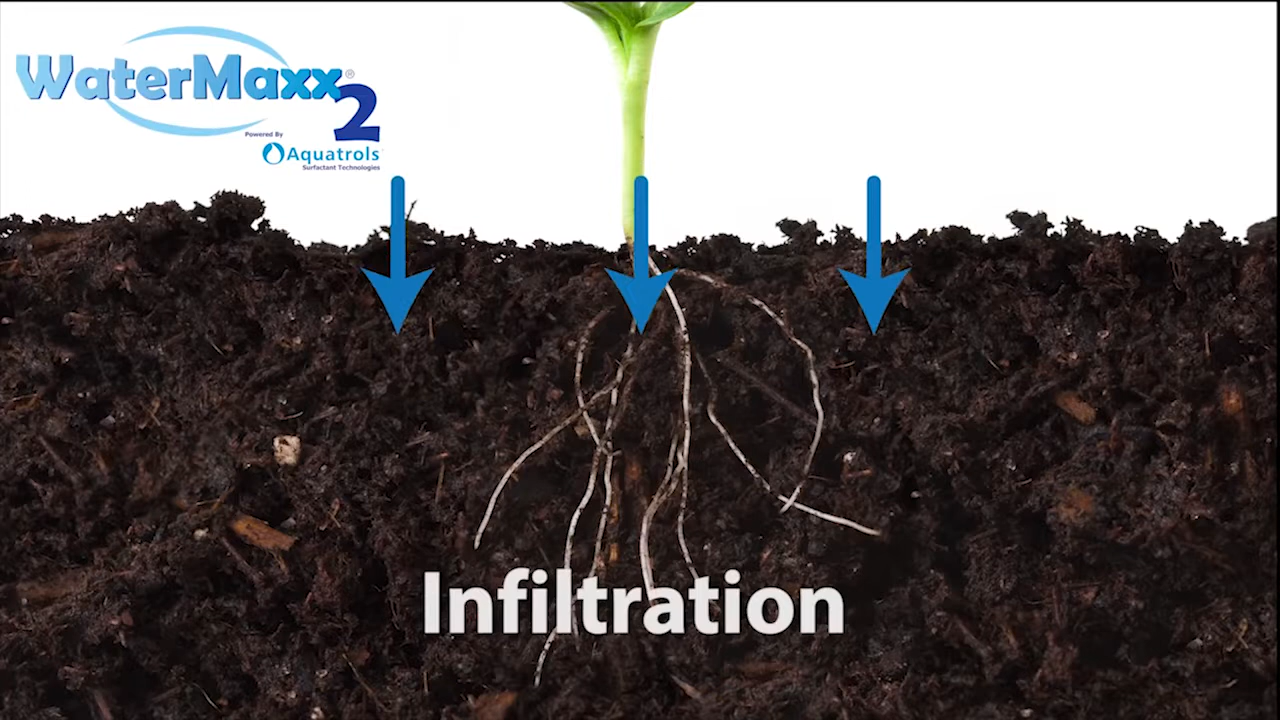 WaterMaxx®
2
Powered By
Aquatrols
Surfactant Technologies
Infiltration